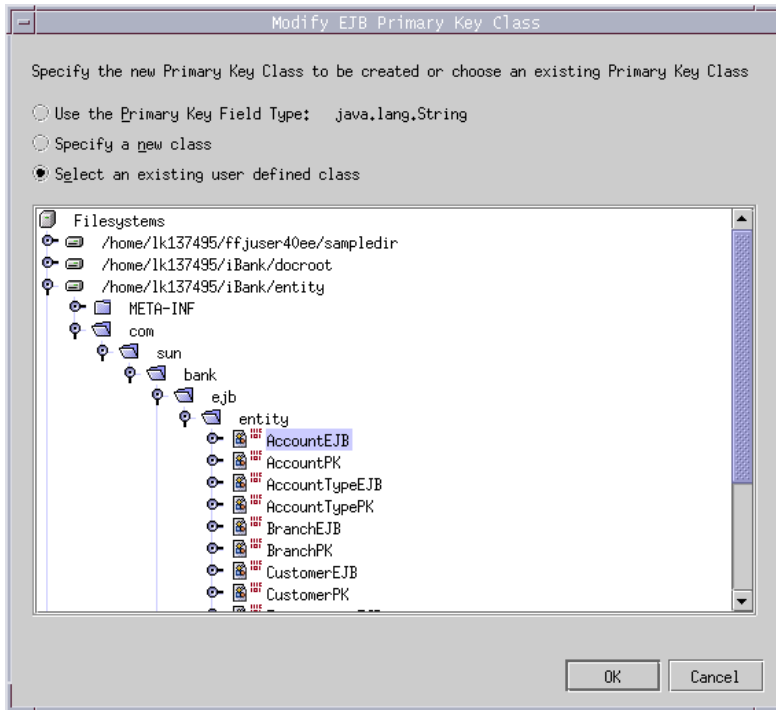 Modify EJB Primary Key Class
Specify the new Primary Key Class to be created or choose an existing Primary Key Class
Use the Primary Key Field Type: java.lang.String
Specify a new class
Select an existing user defined class
Filesystems
/home/lk137495/ffjuser40ee/sampledir
/home/lk137495/iBank/docroot
/home/lk137495/iBank/entity
META-INF
com
sun
bank
ejb
entity
AccountEJB
AccountPK
AccountTypeEJB
AccountTypePK
BranchEJB
BranchPK
CustomerEJB
CustomerPK
OK Cancel